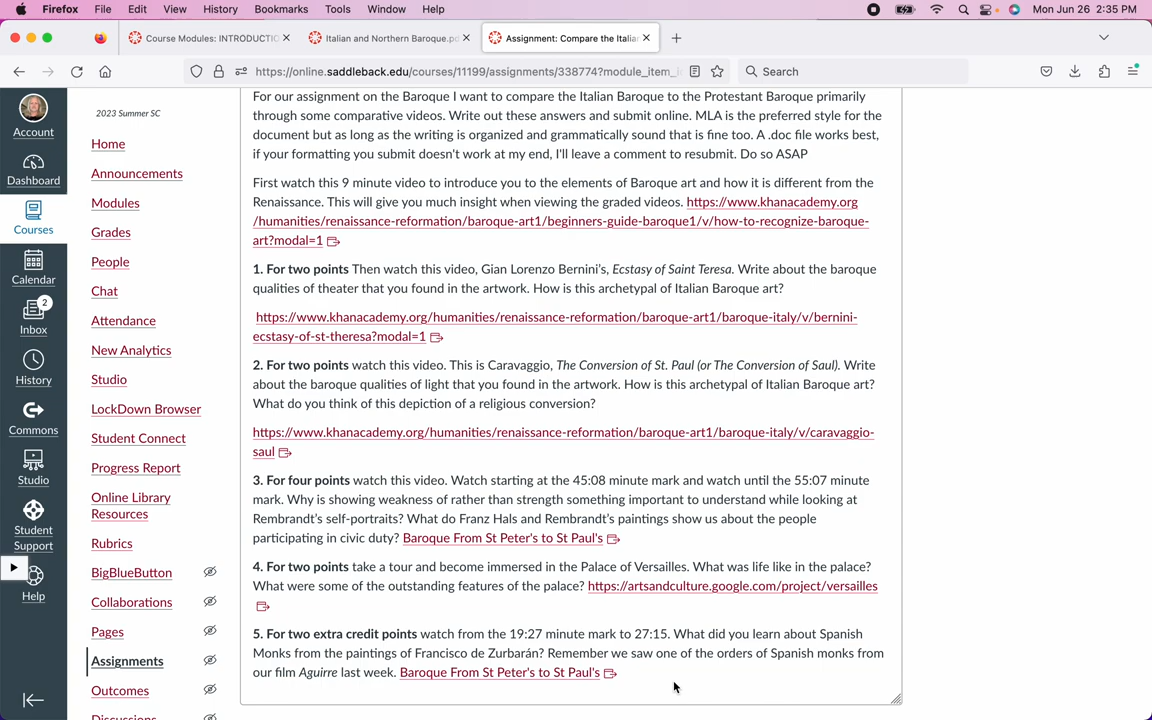 Firefox File Edit View History Bookmarks Tools Window Help Mon Jun 26 2:35 PM
Course Modules: INTRODUCTIO Italian and Northern Baroque.pd Assignment: Compare the Italia
https://online.saddleback.edu/courses/11199/assignments/338774?module_item_i Search
Account
Dashboard
Courses
Calendar
2
Inbox
History
Commons
Studio
Student
Support
Help
2023 Summer SC
Home
Announcements
Modules
Grades
People
Chat
Attendance
New Analytics
Studio
LockDown Browser
Student Connect
Progress Report
Online Library
Resources
Rubrics
BigBlueButton
Collaborations
Pages
Assignments
Outcomes
Discussions
For our assignment on the Baroque I want to compare the Italian Baroque to the Protestant Baroque primarily
through some comparative videos. Write out these answers and submit online. MLA is the preferred style for the
document but as long as the writing is organized and grammatically sound that is fine too. A .doc file works best,
if your formatting you submit doesn't work at my end, I'll leave a comment to resubmit. Do so ASAP
First watch this 9 minute video to introduce you to the elements of Baroque art and how it is different from the
Renaissance. This will give you much insight when viewing the graded videos. https://www.khanacademy.org
/humanities/renaissance-reformation/baroque-art1/beginners-guide-baroque1/v/how-to-recognize-baroque-
art?modal=1
1. For two points Then watch this video, Gian Lorenzo Bernini's, Ecstasy of Saint Teresa. Write about the baroque
qualities of theater that you found in the artwork. How is this archetypal of Italian Baroque art?
https://www.khanacademy.org/humanities/renaissance-reformation/baroque-art1/baroque-italy/v/bernini-
ecstasy-of-st-theresa?modal=1
2. For two points watch this video. This is Caravaggio, The Conversion of St. Paul (or The Conversion of Saul). Write
about the baroque qualities of light that you found in the artwork. How is this archetypal of Italian Baroque art?
What do you think of this depiction of a religious conversion?
https://www.khanacademy.org/humanities/renaissance-reformation/baroque-art1/baroque-italy/v/caravaggio-
saul
3. For four points watch this video. Watch starting at the 45:08 minute mark and watch until the 55:07 minute
mark. Why is showing weakness of rather than strength something important to understand while looking at
Rembrandt's self-portraits? What do Franz Hals and Rembrandt's paintings show us about the people
participating in civic duty? Baroque From St Peter's to St Paul's
4. For two points take a tour and become immersed in the Palace of Versailles. What was life like in the palace?
What were some of the outstanding features of the palace? https://artsandculture.google.com/project/versailles
5. For two extra credit points watch from the 19:27 minute mark to 27:15. What did you learn about Spanish
Monks from the paintings of Francisco de Zurbarán? Remember we saw one of the orders of Spanish monks from
our film Aguirre last week. Baroque From St Peter's to St Paul's